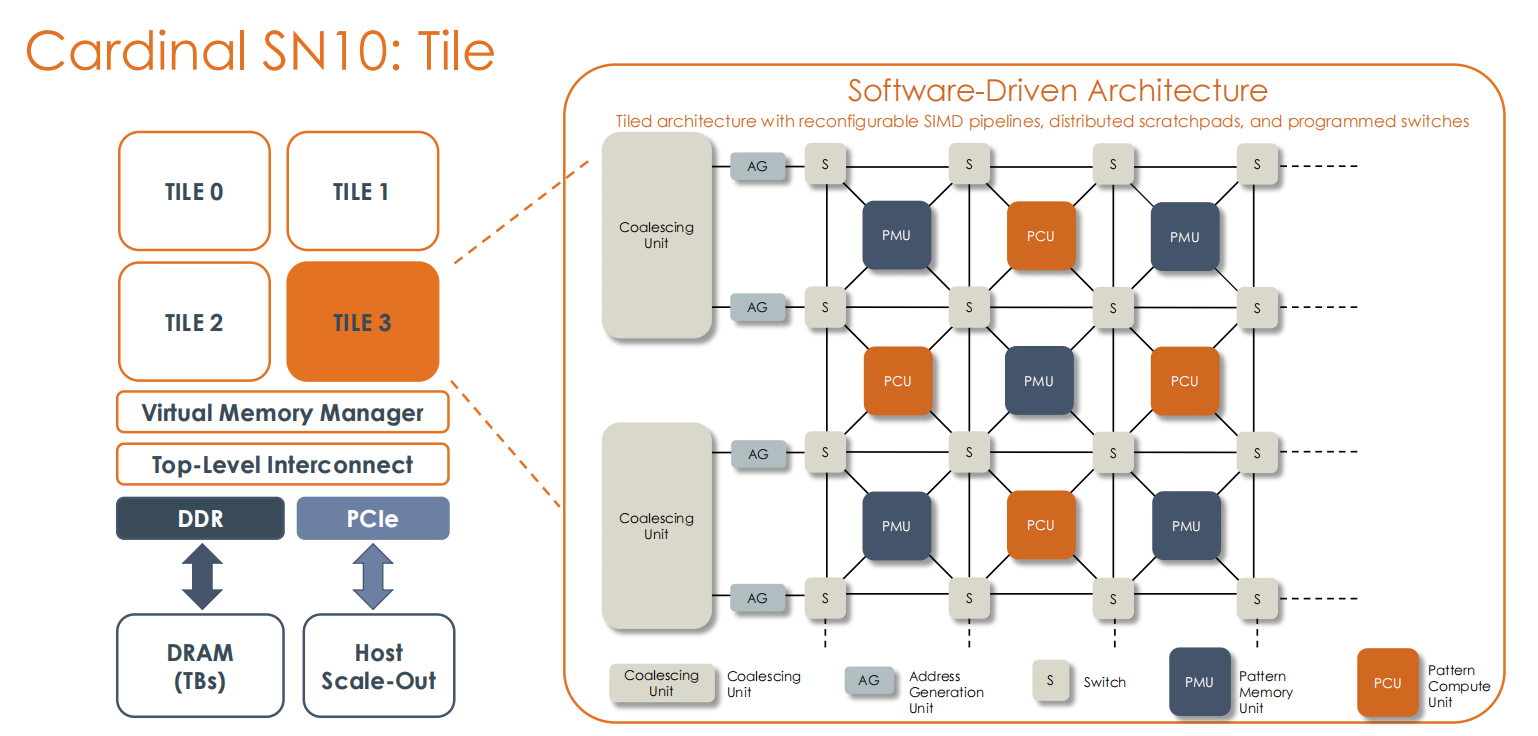 Cardinal SN10: Tile
TILE 0
TILE 1
TILE 2
TILE 3
Virtual Memory Manager
Top-Level Interconnect
DDR
PCIe
DRAM
(TBs)
Host
Scale-Out
Software-Driven Architecture
Tiled architecture with reconfigurable SIMD pipelines, distributed scratchpads, and programmed switches
Coalescing
Unit
AG
S
S
S
S
PMU
PCU
PMU
AG
S
S
S
S
PCU
PMU
PCU
Coalescing
Unit
AG
S
S
S
S
PMU
PCU
PMU
AG
S
S
S
S
Coalescing
Unit
Coalescing
Unit
AG
Address
Generation
Unit
S
Switch
PMU
Pattern
Memory
Unit
PCU
Pattern
Compute
Unit